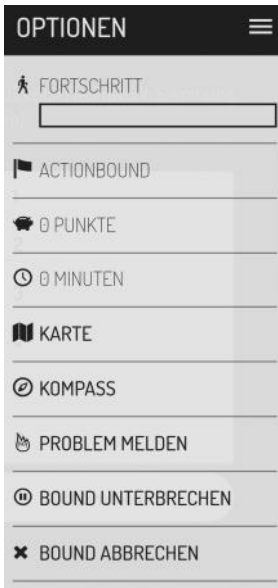 OPTIONEN
FORTSCHRITT
ACTIONBOUND
0 PUNKTE
0 MINUTEN
KARTE
KOMPASS
PROBLEM MELDEN
BOUND UNTERBRECHEN
BOUND ABBRECHEN